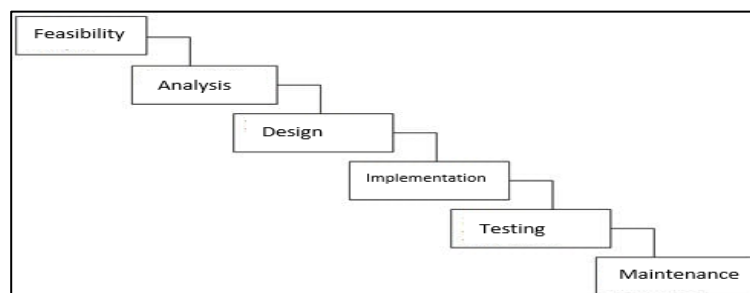 Feasibility
Analysis
Design
Implementation
Testing
Maintenance